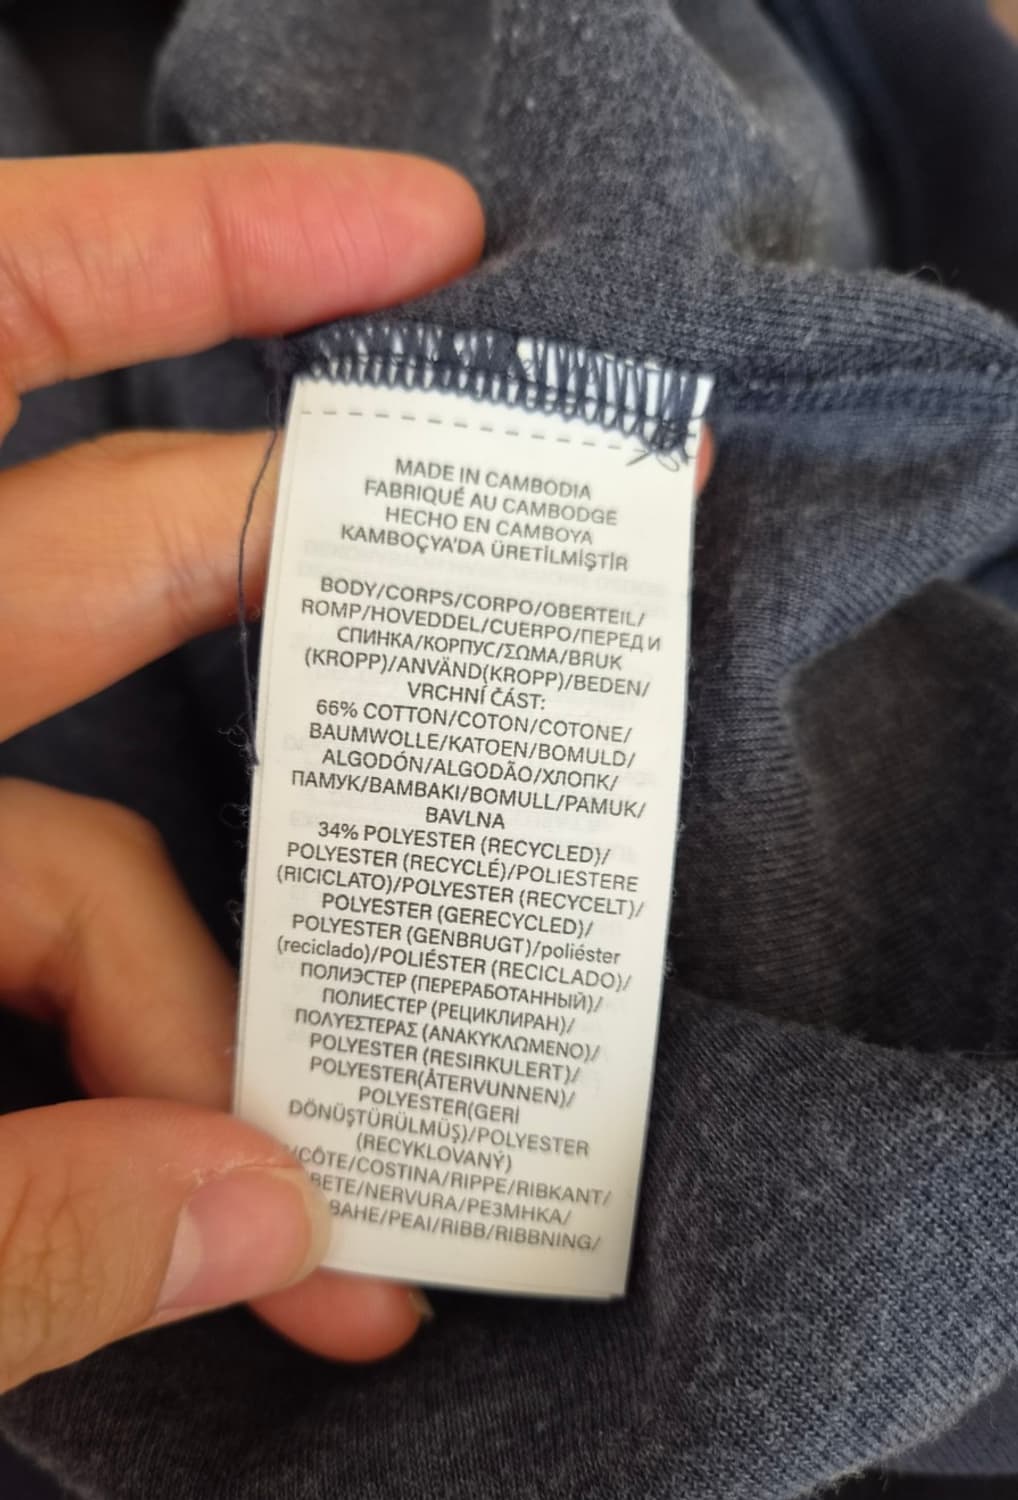 MADE IN CAMBODIA
FABRIQUÉ AU CAMBODGE
HECHO EN CAMBOYA
KAMBOÇYA'DA ÜRETİLMİŞTİR
BODY/CORPS/CORPO/OBERTEIL/
ROMP/HOVEDDEL/CUERPO/ПЕРЕД И
СПИНКА/КОРПУС/ΣΩΜΑ/BRUK
(KROPP)/ANVÄND(KROPP)/BEDEN/
VRCHNÍ ČÁST:
66% COTTON/COTON/COTONE/
BAUMWOLLE/KATOEN/BOMULD/
ALGODÓN/ALGODÃO/ХЛОПК/
ПАМУК/ΒΑΜΒΑΚΙ/BOMULL/PAMUK/
BAVLNA
34% POLYESTER (RECYCLED)/
POLYESTER (RECYCLÉ)/POLIESTERE
(RICICLATO)/POLYESTER (RECYCELT)/
POLYESTER (GERECYCLED)/
POLYESTER (GENBRUGT)/poliéster
(reciclado)/POLIÉSTER (RECICLADO)/
ПОЛИЭСТЕР (ПЕРЕРАБОТАННЫЙ)/
ПОЛИЕСТЕР (РЕЦИКЛИРАН)/
ΠΟΛΥΕΣΤΕΡΑΣ (ΑΝΑΚΥΚΛΩΜΕΝΟ)/
POLYESTER (RESIRKULERT)/
POLYESTER(ÅTERVUNNEN)/
POLYESTER(GERİ
DÖNÜŞTÜRÜLMÜŞ)/POLYESTER
(RECYKLOVANÝ)
/CÔTE/COSTINA/RIPPE/RIBKANT/
/NERVURA/РЕЗИНКА/
/РЕАІ/RIBB/RIBBNING/